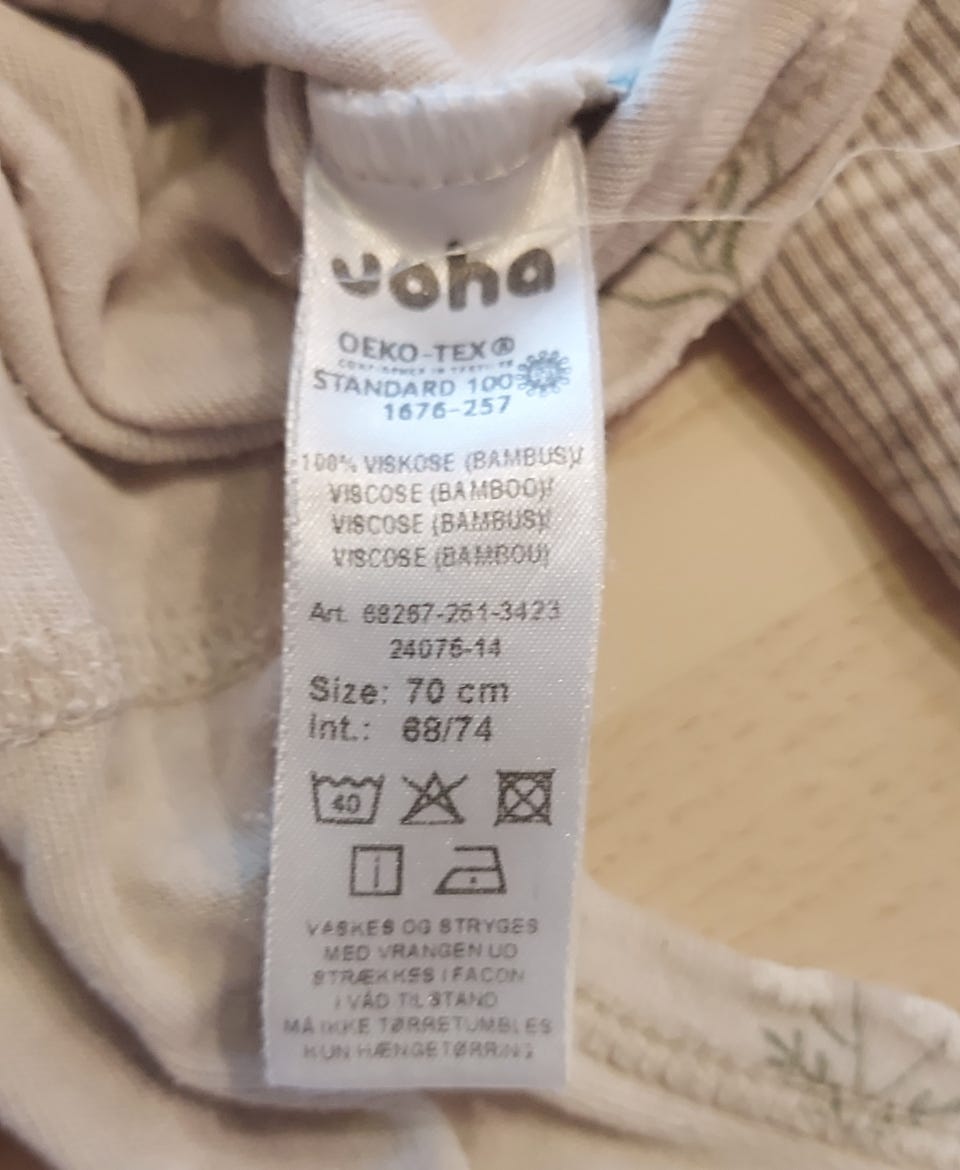 Joha
OEKO-TEX®
STANDARD 100
1676-257
100% VISKOSE (BAMBUS)/
VISCOSE (BAMBOO)/
VISCOSE (BAMBUS)/
VISCOSE (BAMBOU)
Art. 68267-261-3423
24076-14
Size: 70 cm
Int.: 68/74
40
VASKES OG STRYGES
MED VRANGEN UD
STRÆKKES I FACON
I VÅD TILSTAND
MÅ IKKE TØRRETUMBLES
KUN HÆNGETØRRING